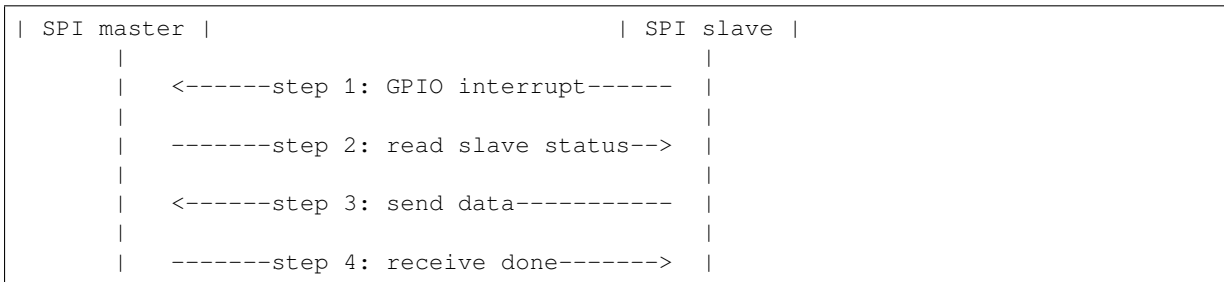 | SPI master |                                 | SPI slave |
       |                                               |
       |   <------step 1: GPIO interrupt------  |
       |                                               |
       |   -------step 2: read slave status-->  |
       |                                               |
       |   <------step 3: send data-----------  |
       |                                               |
       |   -------step 4: receive done------->  |